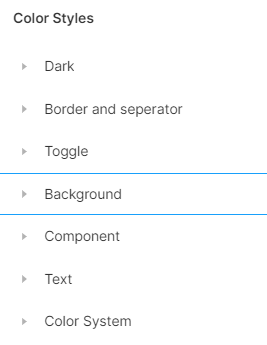 Color Styles
Dark
Border and seperator
Toggle
Background
Component
Text
Color System